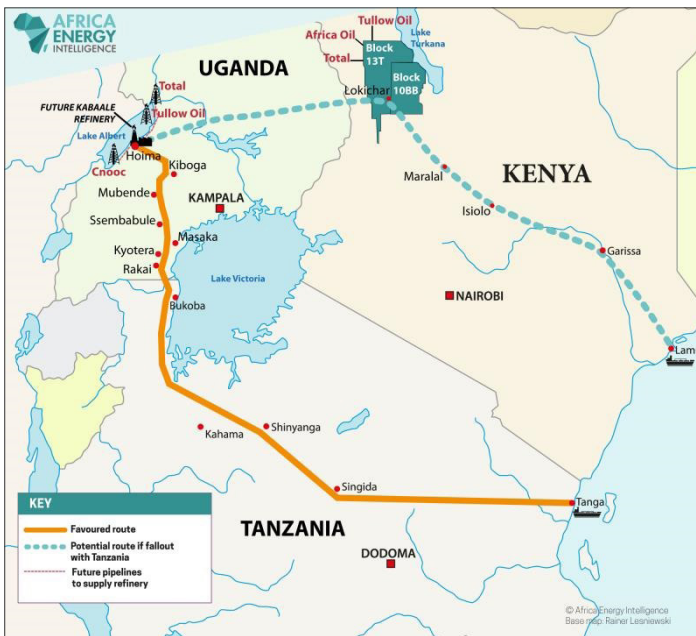 AFRICA
ENERGY
INTELLIGENCE
Tullow Oil
Africa Oil
Total
Block
13T
Block
10BB
Lake
Turkana
Lokichar
UGANDA
Total
FUTURE KABAALE
REFINERY
Tullow Oil
Lake Albert
Hoima
Cnooc
Kiboga
Mubende
KAMPALA
Ssembabule
Masaka
Kyotera
Rakai
Lake Victoria
Bukoba
KENYA
Maralal
Isiolo
Garissa
NAIROBI
Lam
Kahama
Shinyanga
Singida
Tanga
TANZANIA
DODOMA
KEY
Favoured route
Potential route if fallout
with Tanzania
Future pipelines
to supply refinery
© Africa Energy Intelligence
Base map: Rainer Lesniewski